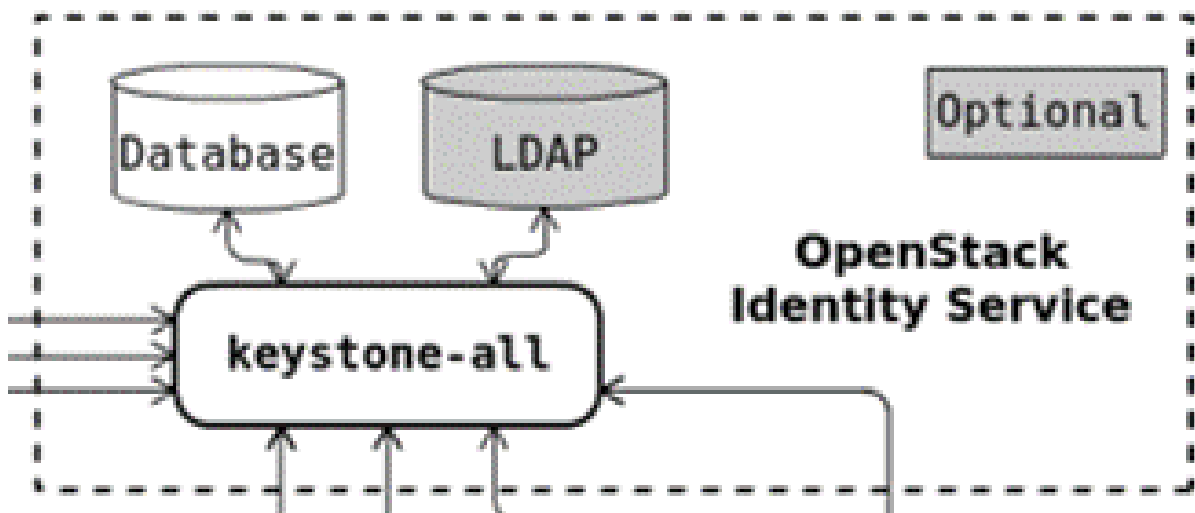 Database
LDAP
Optional
OpenStack
Identity Service
keystone-all